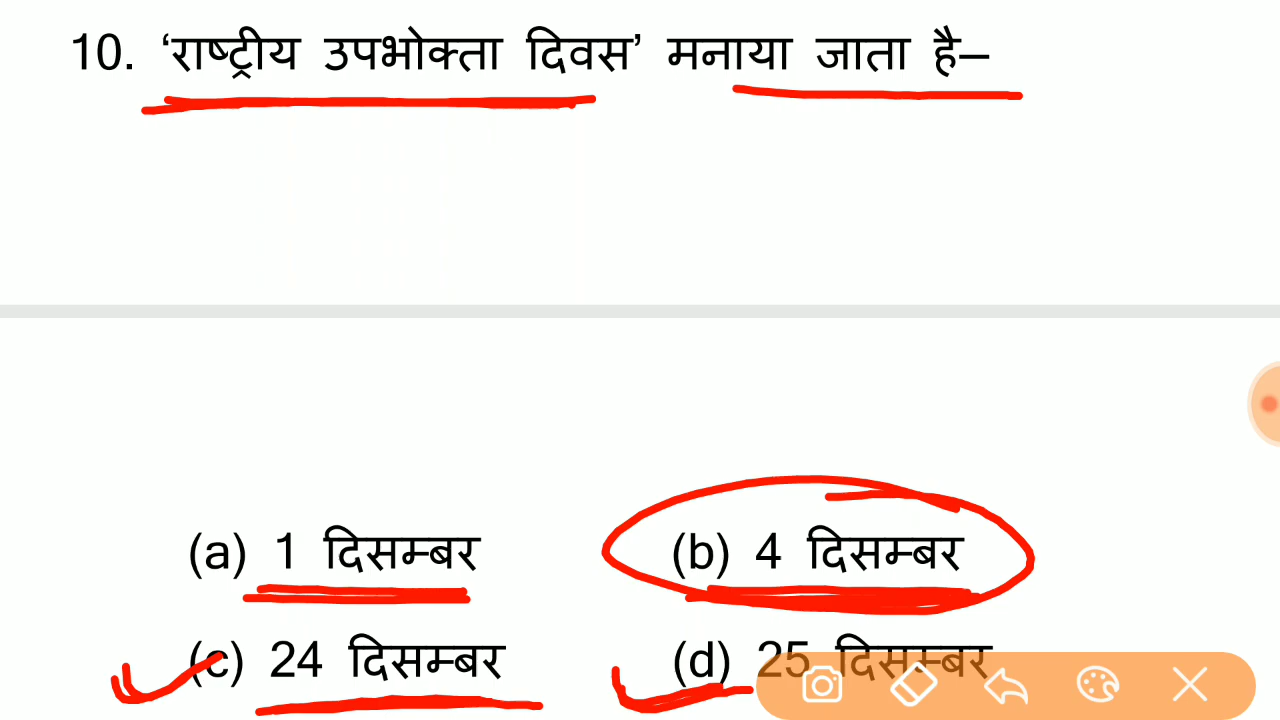 10. ‘राष्ट्रीय उपभोक्ता दिवस’ मनाया जाता है–
(a) 1 दिसम्बर (b) 4 दिसम्बर
(c) 24 दिसम्बर (d) 25 दिसम्बर